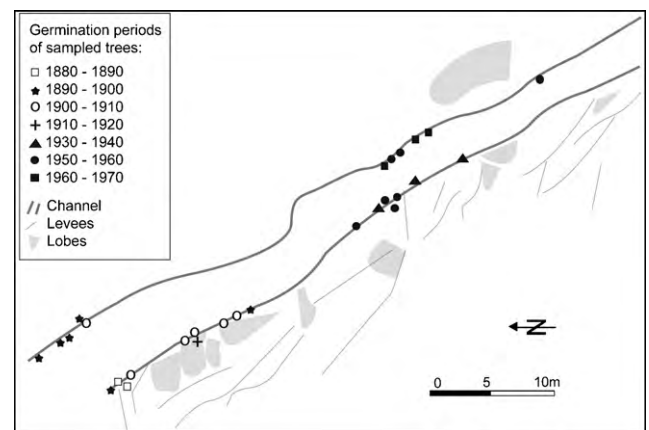 Germination periods
of sampled trees:
1880 - 1890
1890 - 1900
1900 - 1910
1910 - 1920
1930 - 1940
1950 - 1960
1960 - 1970
Channel
Levees
Lobes
N
0 5 10m